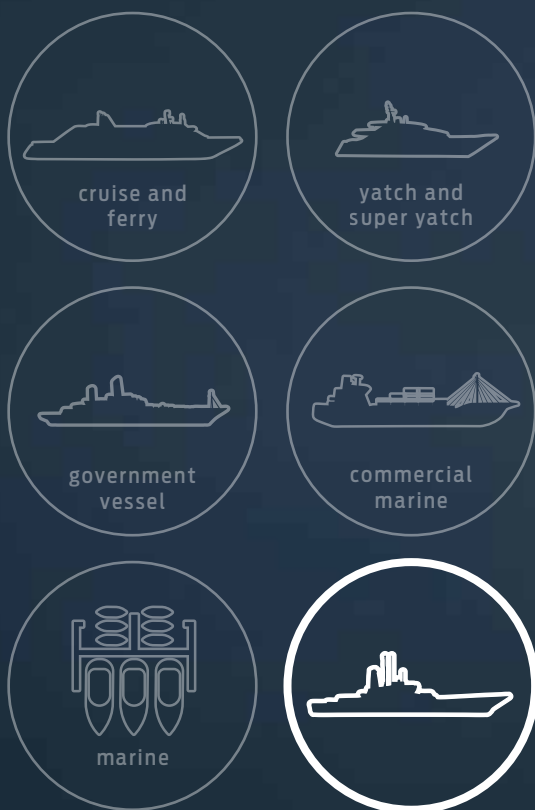 cruise and
ferry
yatch and
super yatch
government
vessel
commercial
marine
marine